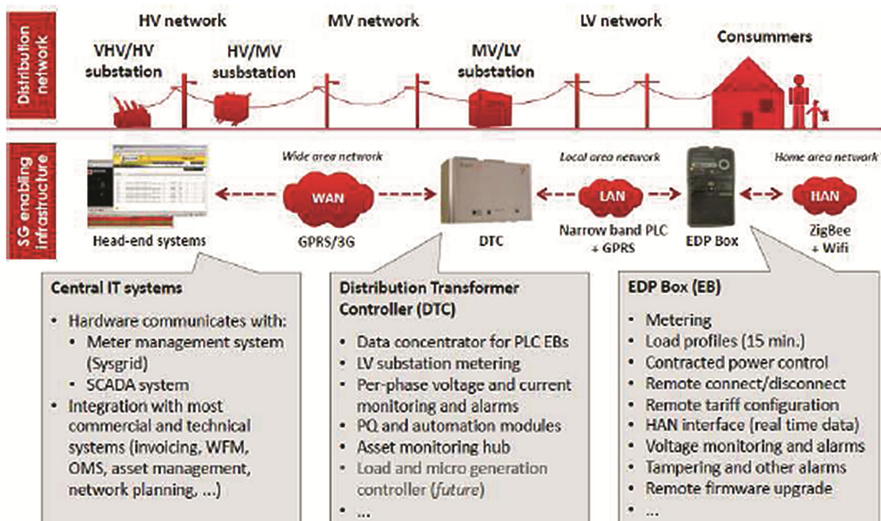 Distribution network
HV network
MV network
LV network
VHV/HV substation
HV/MV susbstation
MV/LV substation
Consummers
SG enabling infrastructure
Wide area network
Local area network
Home area network
WAN
LAN
HAN
Head-end systems
GPRS/3G
DTC
Narrow band PLC
+ GPRS
EDP Box
ZigBee
+ Wifi
Central IT systems
• Hardware communicates with:
• Meter management system
(Sysgrid)
• SCADA system
• Integration with most
commercial and technical
systems (invoicing, WFM,
OMS, asset management,
network planning, ...)
Distribution Transformer
Controller (DTC)
• Data concentrator for PLC EBs
• LV substation metering
• Per-phase voltage and current
monitoring and alarms
• PQ and automation modules
• Asset monitoring hub
• Load and micro generation
controller (future)
• ...
EDP Box (EB)
• Metering
• Load profiles (15 min.)
• Contracted power control
• Remote connect/disconnect
• Remote tariff configuration
• HAN interface (real time data)
• Voltage monitoring and alarms
• Tampering and other alarms
• Remote firmware upgrade
• ...